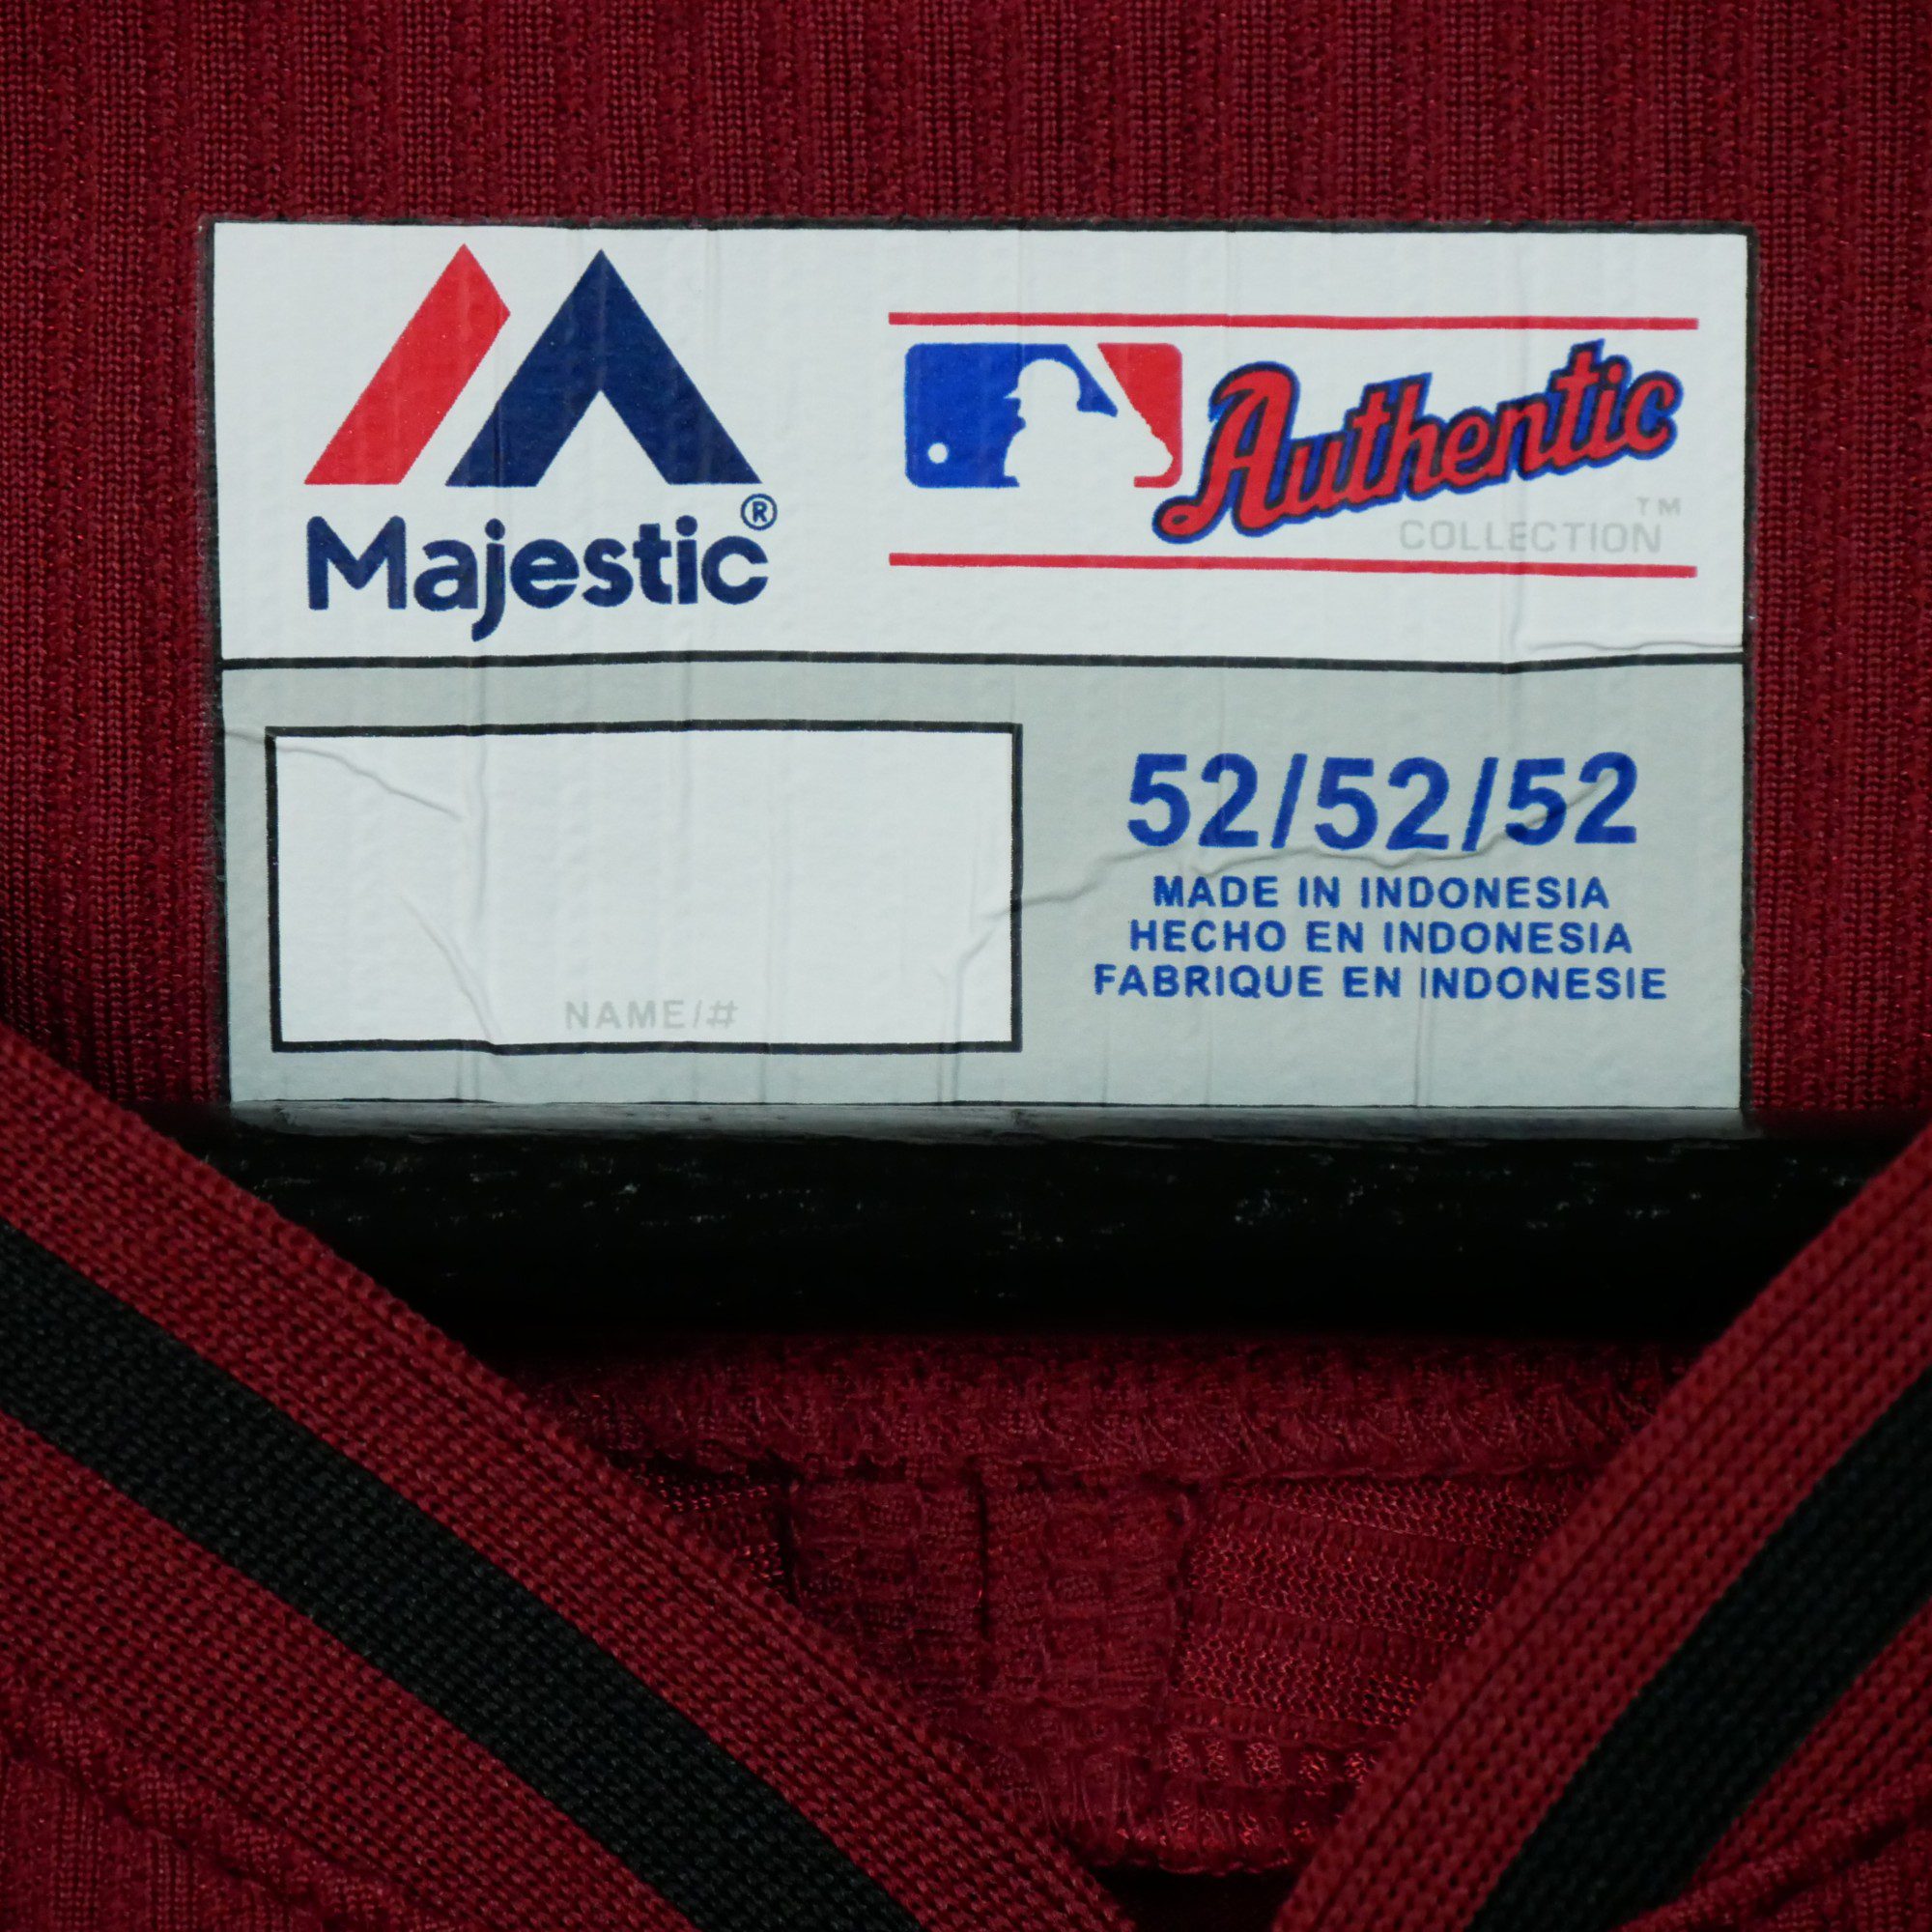 Majestic®
Authentic
COLLECTION™
NAME/#
52/52/52
MADE IN INDONESIA
HECHO EN INDONESIA
FABRIQUE EN INDONESIE